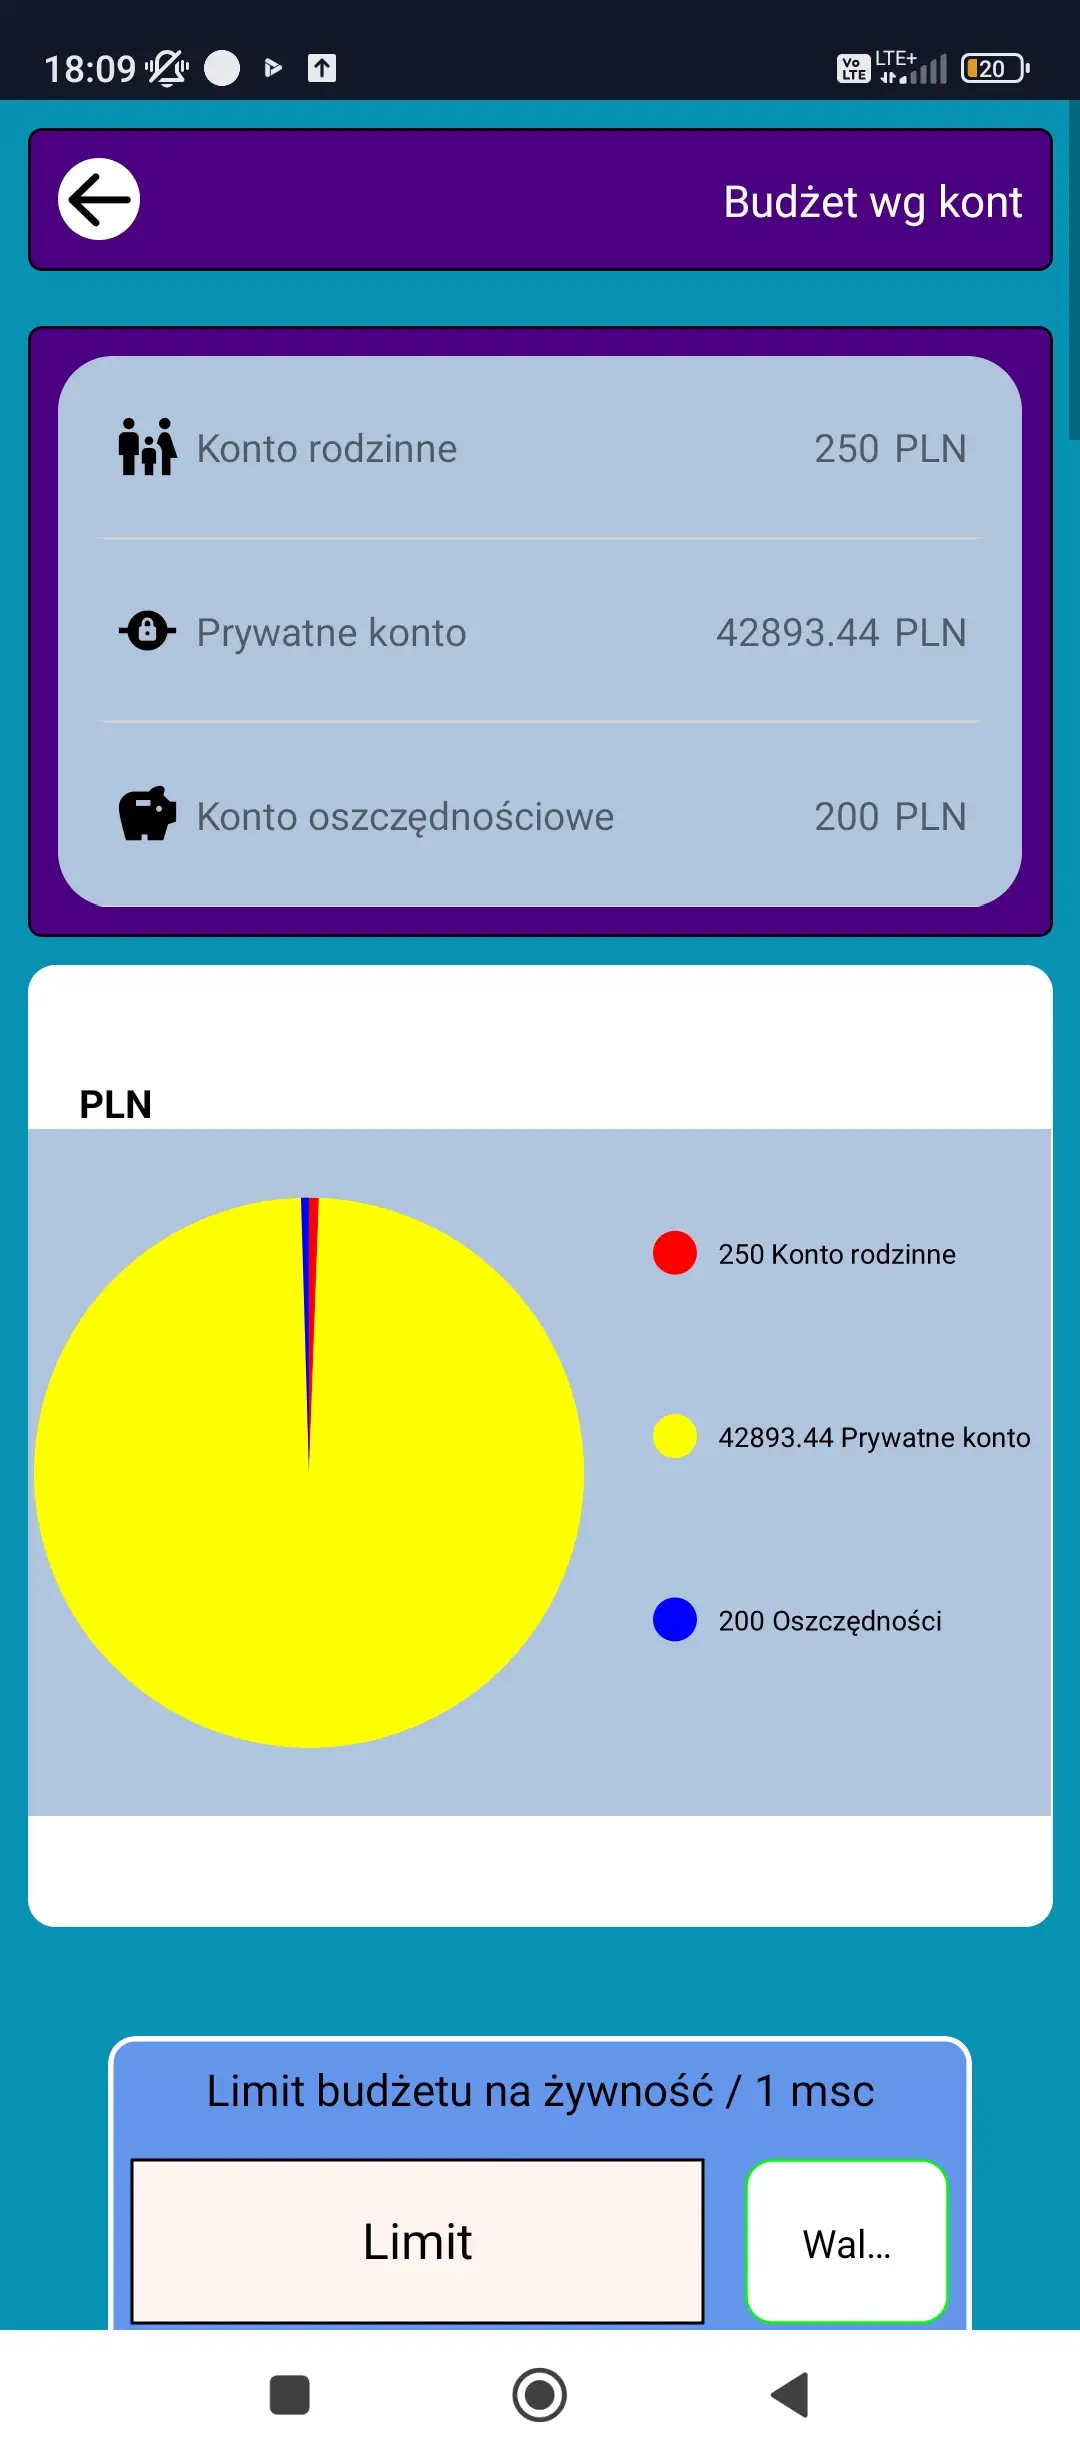 18:09
Vo LTE
LTE+
20
Budżet wg kont
Konto rodzinne 250 PLN
Prywatne konto 42893.44 PLN
Konto oszczędnościowe 200 PLN
PLN
250 Konto rodzinne
42893.44 Prywatne konto
200 Oszczędności
Limit budżetu na żywność / 1 msc
Limit
Wal...